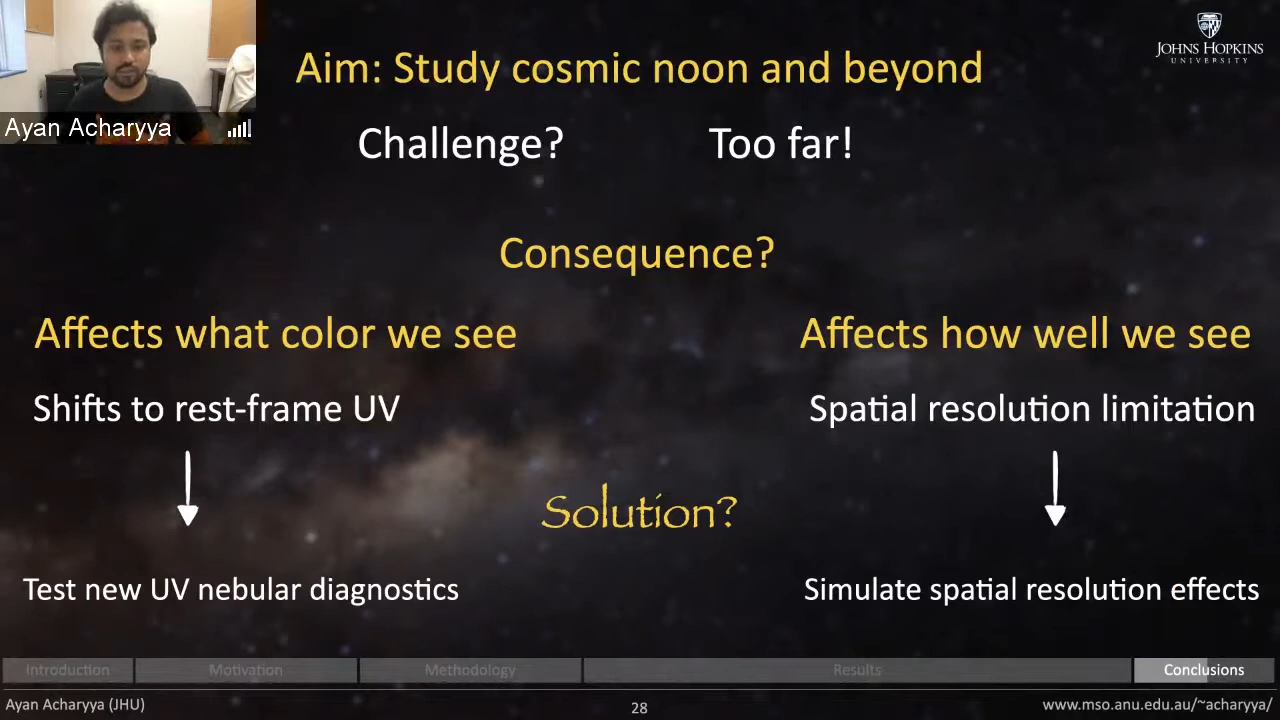 Ayan Acharyya
JOHNS HOPKINS
UNIVERSITY
Aim: Study cosmic noon and beyond
Challenge? Too far!
Consequence?
Affects what color we see
Affects how well we see
Shifts to rest-frame UV
Spatial resolution limitation
Solution?
Test new UV nebular diagnostics
Simulate spatial resolution effects
Introduction Motivation Methodology Results Conclusions
Ayan Acharyya (JHU) 28 www.mso.anu.edu.au/~acharyya/